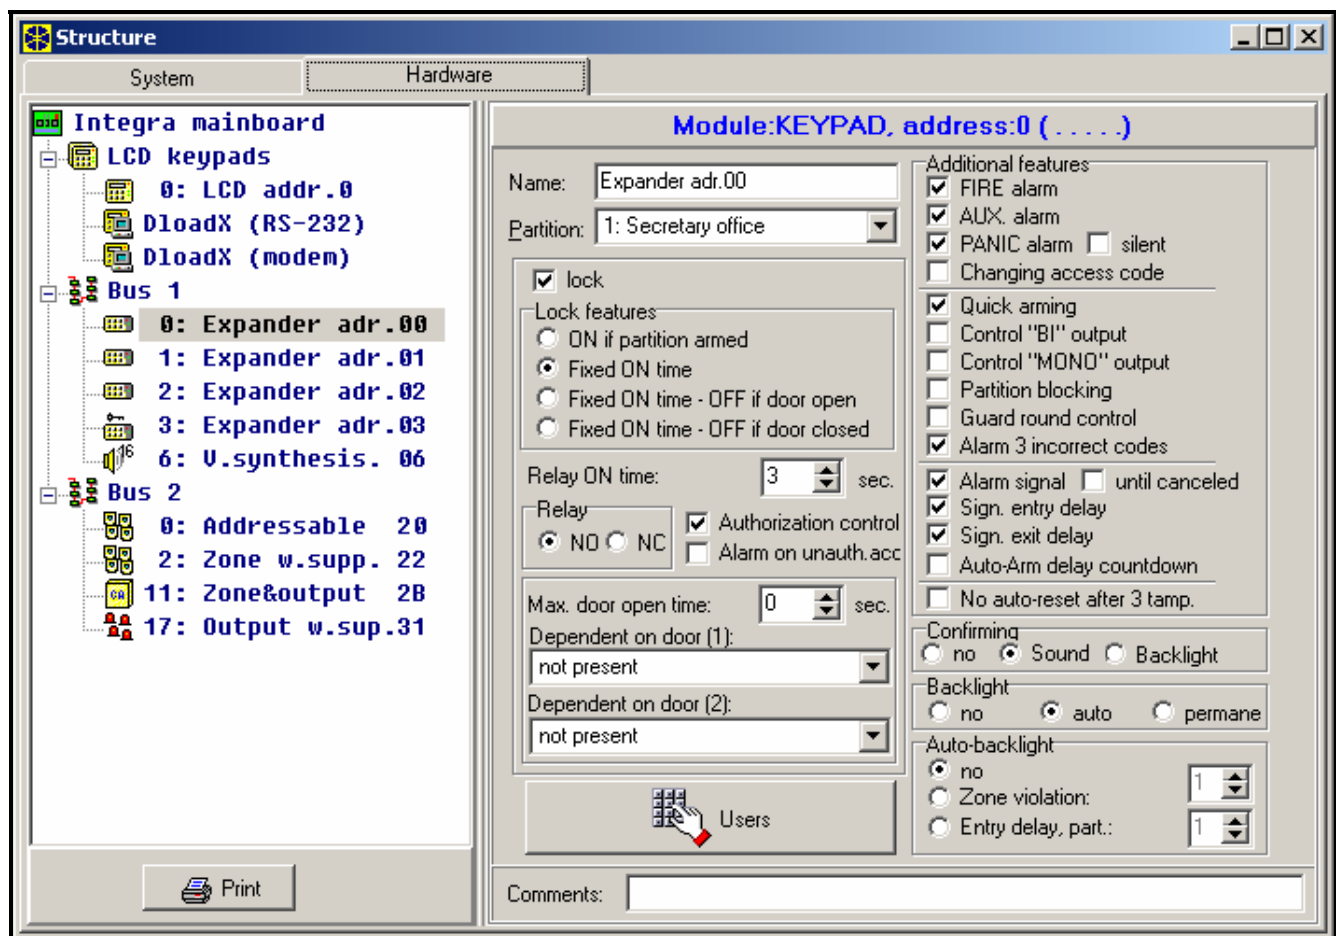 Structure
System
Hardware
Integra mainboard
LCD keypads
0: LCD addr.0
DloadX (RS-232)
DloadX (modem)
Bus 1
0: Expander adr.00
1: Expander adr.01
2: Expander adr.02
3: Expander adr.03
16
6: V.synthesis. 06
Bus 2
0: Addressable 20
2: Zone w.supp. 22
CA
11: Zone&output 2B
17: Output w.sup.31
Print
Module:KEYPAD, address:0 (.....)
Name: Expander adr.00
Partition: 1: Secretary office
lock
Lock features
ON if partition armed
Fixed ON time
Fixed ON time - OFF if door open
Fixed ON time - OFF if door closed
Relay ON time: 3 sec.
Relay
NO NC
Authorization control
Alarm on unauth.acc
Max. door open time: 0 sec.
Dependent on door (1):
not present
Dependent on door (2):
not present
Users
Additional features
FIRE alarm
AUX. alarm
PANIC alarm silent
Changing access code
Quick arming
Control "BI" output
Control "MONO" output
Partition blocking
Guard round control
Alarm 3 incorrect codes
Alarm signal until canceled
Sign. entry delay
Sign. exit delay
Auto-Arm delay countdown
No auto-reset after 3 tamp.
Confirming
no Sound Backlight
Backlight
no auto permane
Auto-backlight
no
Zone violation: 1
Entry delay, part.: 1
Comments: